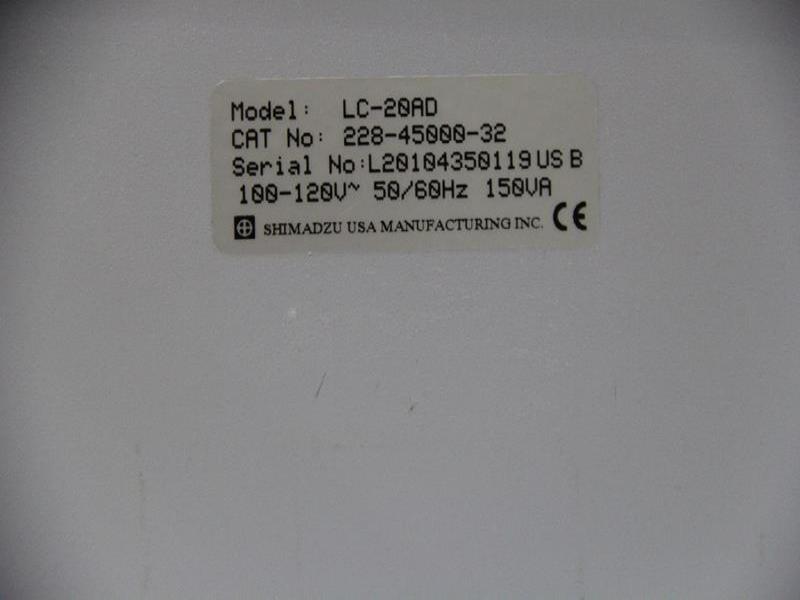 Model: LC-20AD
CAT No: 228-45000-32
Serial No:L20104350119 US B
100-120V~ 50/60Hz 150VA
SHIMADZU USA MANUFACTURING INC. CE